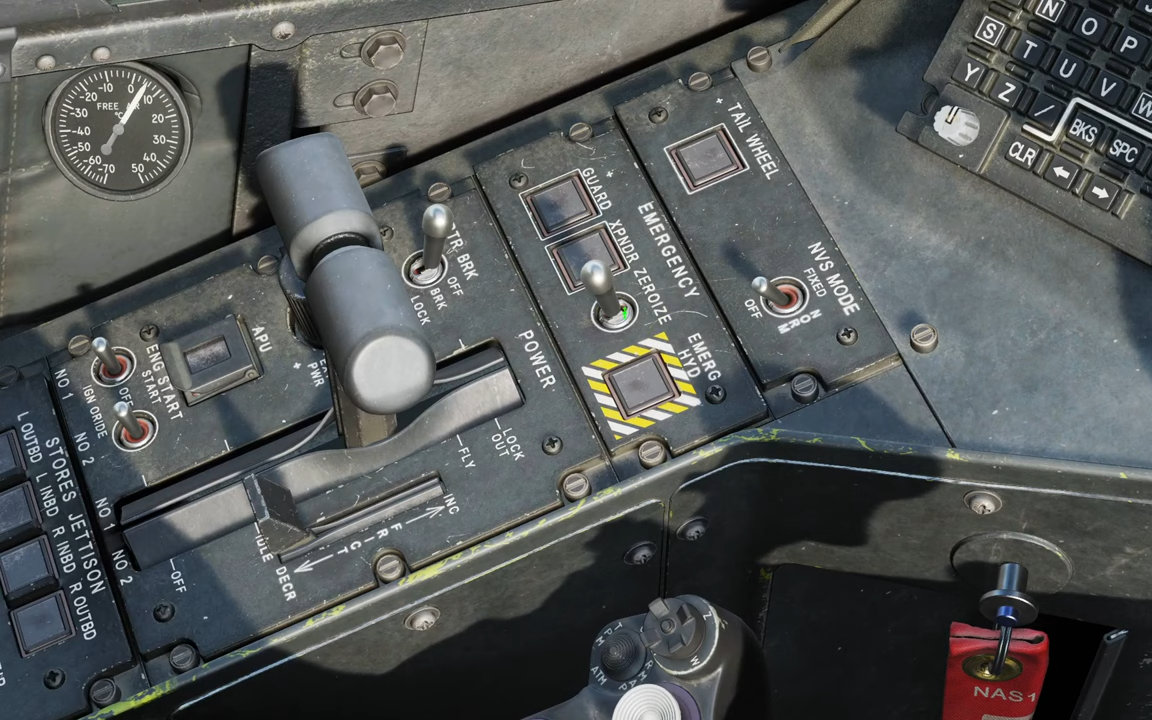 -20 -10 0 10
-30 20
-40 30
-50 40
-60 50
-70
FREE AIR
°C
N O P
S T U V W
Y Z / BKS SPC
CLR
TAIL WHEEL
NVS MODE
OFF
FIXED
NORM
GUARD
XPNDR
ZEROIZE
EMERGENCY
EMERG
HYD
RTR BRK
OFF
BRK
LOCK
POWER
APU
ENG START
START
OFF
IGN ORIDE
NO 1
NO 2
PWR
NO 1
NO 2
OFF
IDLE
FLY
LOCK
OUT
INC
FRICT
DECR
STORES JETTISON
L OUTBD
L INBD
R INBD
R OUTBD
NAS1